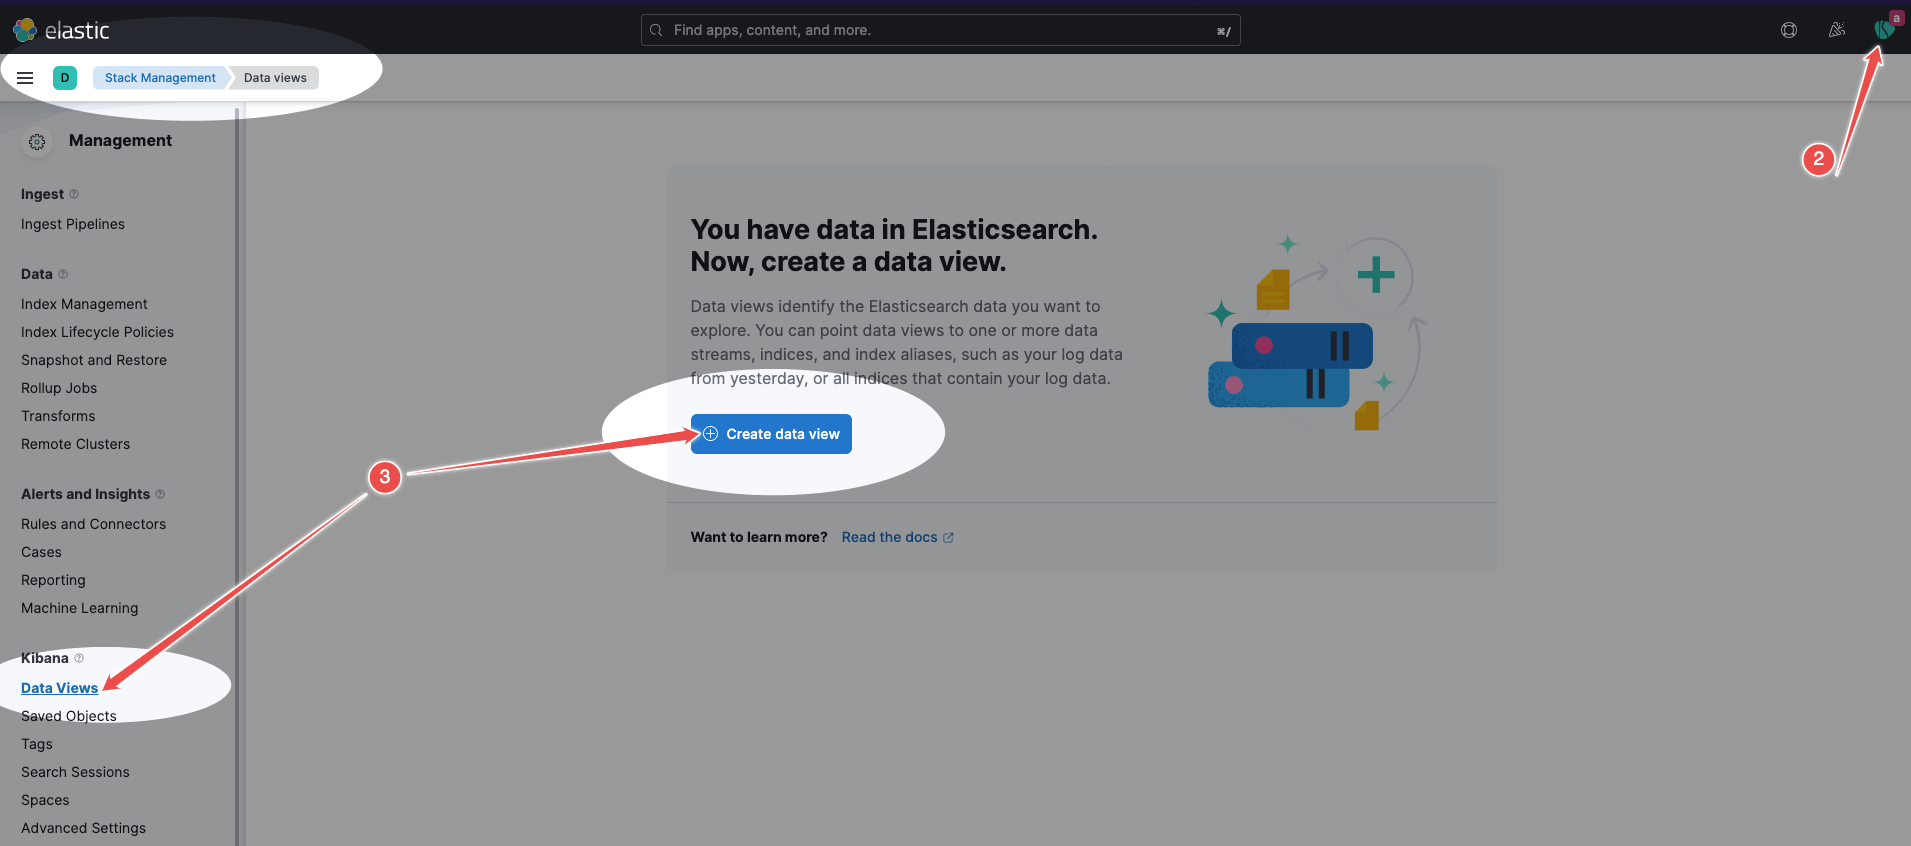 elastic
Find apps, content, and more.
⌘/
a
D
Stack Management
Data views
2
Management
Ingest
Ingest Pipelines
Data
Index Management
Index Lifecycle Policies
Snapshot and Restore
Rollup Jobs
Transforms
Remote Clusters
Alerts and Insights
Rules and Connectors
Cases
Reporting
Machine Learning
Kibana
Data Views
Saved Objects
Tags
Search Sessions
Spaces
Advanced Settings
You have data in Elasticsearch.
Now, create a data view.
Data views identify the Elasticsearch data you want to
explore. You can point data views to one or more data
streams, indices, and index aliases, such as your log data
from yesterday, or all indices that contain your log data.
Create data view
3
Want to learn more? Read the docs